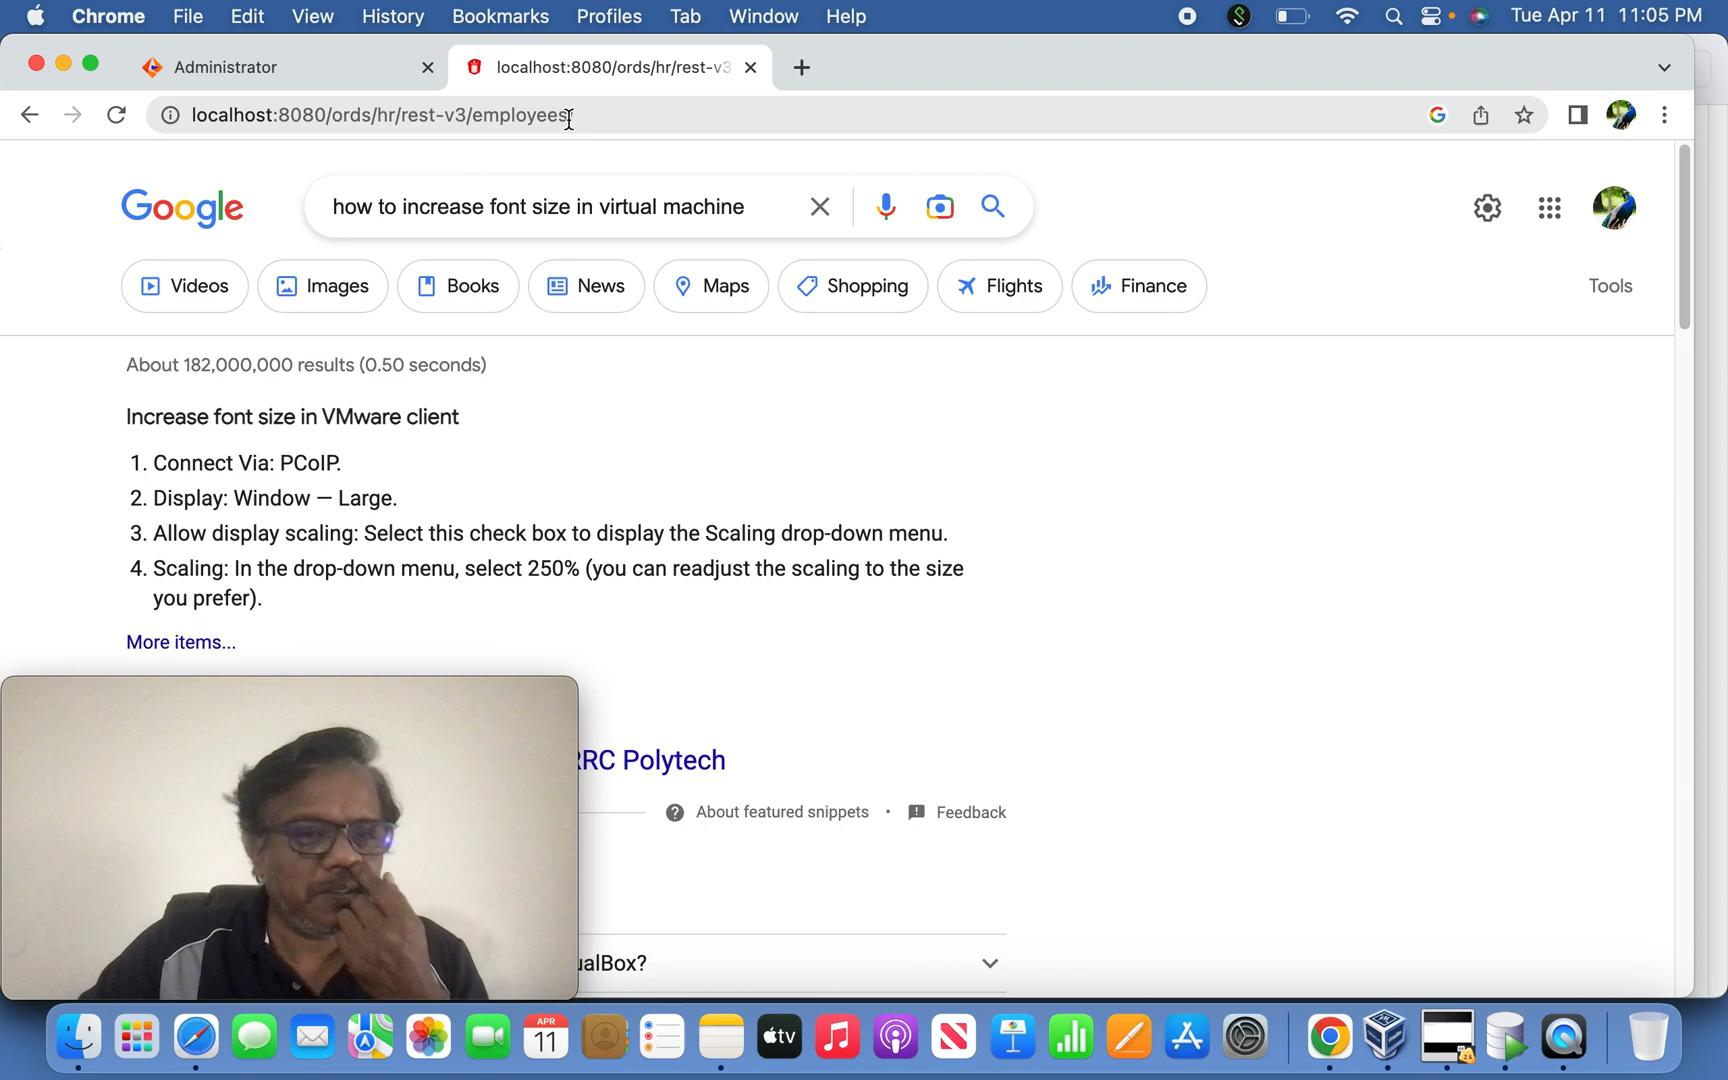 Chrome File Edit View History Bookmarks Profiles Tab Window Help Tue Apr 11 11:05 PM
Administrator localhost:8080/ords/hr/rest-v3
localhost:8080/ords/hr/rest-v3/employees
Google how to increase font size in virtual machine
Videos Images Books News Maps Shopping Flights Finance Tools
About 182,000,000 results (0.50 seconds)
Increase font size in VMware client
1. Connect Via: PCoIP.
2. Display: Window — Large.
3. Allow display scaling: Select this check box to display the Scaling drop-down menu.
4. Scaling: In the drop-down menu, select 250% (you can readjust the scaling to the size
you prefer).
More items...
RRC Polytech
About featured snippets • Feedback
ualBox?
APR
11
tv